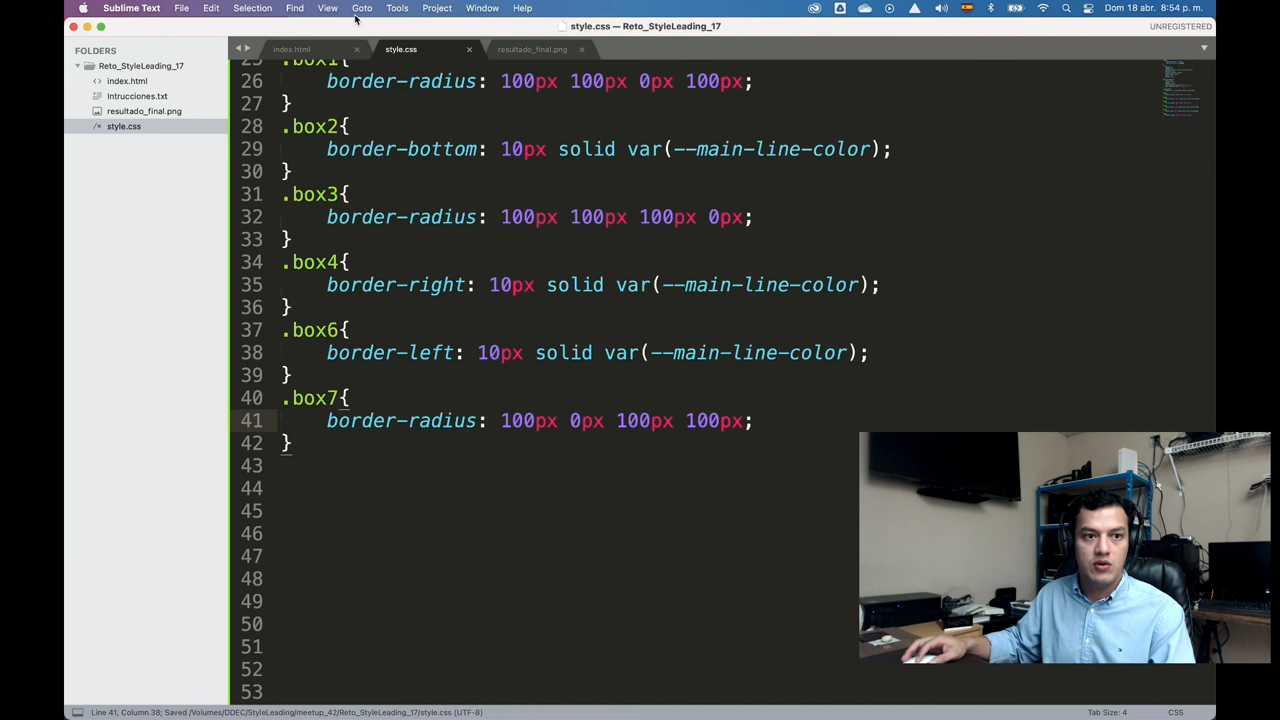 Sublime Text File Edit Selection Find View Goto Tools Project Window Help Dom 18 abr. 8:54 p. m.
style.css — Reto_StyleLeading_17 UNREGISTERED
FOLDERS
Reto_StyleLeading_17
index.html
Intrucciones.txt
resultado_final.png
style.css
index.html style.css resultado_final.png
25 .box1{
26 border-radius: 100px 100px 0px 100px;
27 }
28 .box2{
29 border-bottom: 10px solid var(--main-line-color);
30 }
31 .box3{
32 border-radius: 100px 100px 100px 0px;
33 }
34 .box4{
35 border-right: 10px solid var(--main-line-color);
36 }
37 .box6{
38 border-left: 10px solid var(--main-line-color);
39 }
40 .box7{
41 border-radius: 100px 0px 100px 100px;
42 }
43
44
45
46
47
48
49
50
51
52
53
Line 41, Column 38; Saved /Volumes/DDEC/StyleLeading/meetup_42/Reto_StyleLeading_17/style.css (UTF-8) Tab Size: 4 CSS